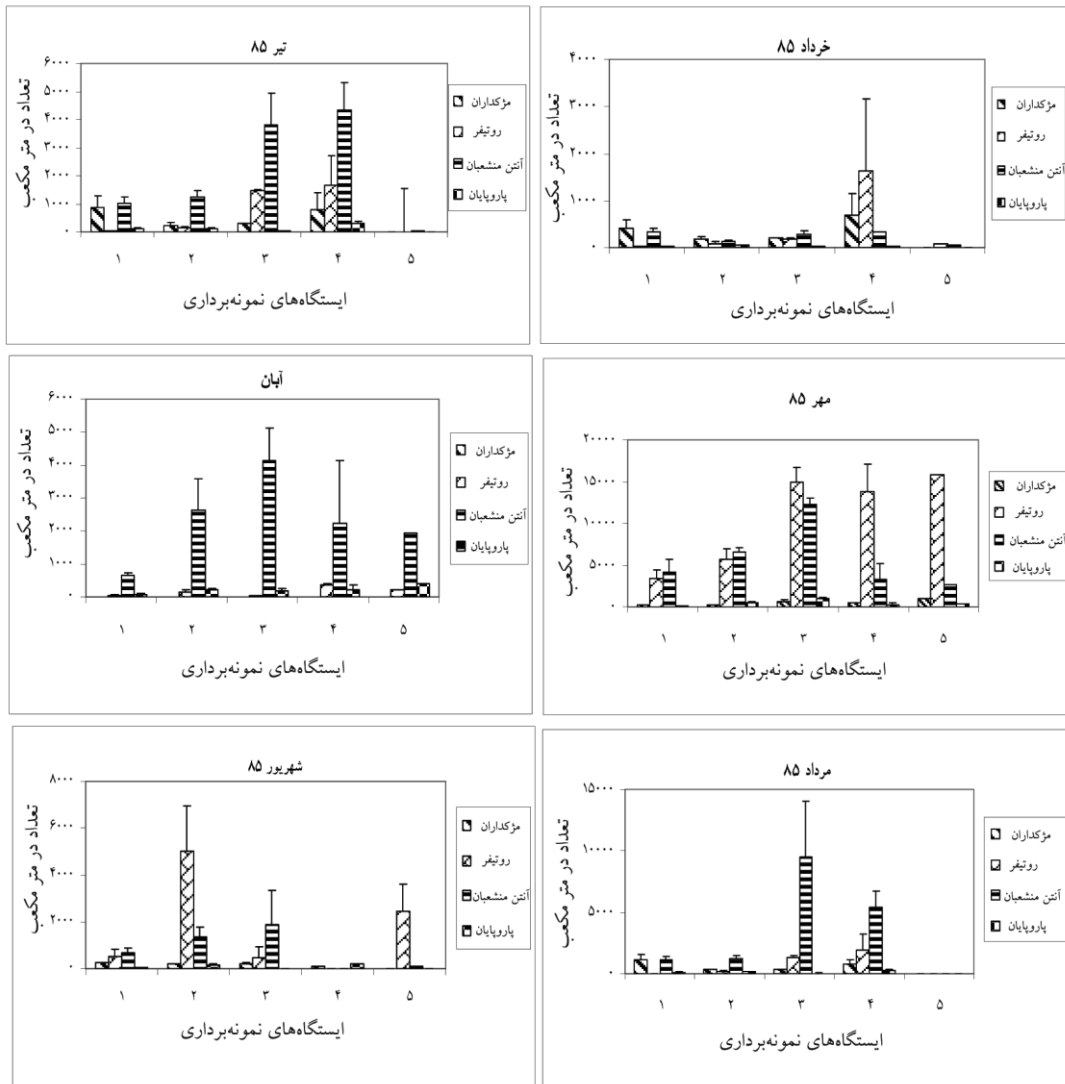 خرداد ۸۵
تعداد در متر مکعب
۴۰۰۰
۳۰۰۰
۲۰۰۰
۱۰۰۰
۰
۱ ۲ ۳ ۴ ۵
ایستگاه‌های نمونه‌برداری
مژکداران
روتیفر
آنتن منشعبان
پاروپایان
تیر ۸۵
تعداد در متر مکعب
۶۰۰۰
۵۰۰۰
۴۰۰۰
۳۰۰۰
۲۰۰۰
۱۰۰۰
۰
۱ ۲ ۳ ۴ ۵
ایستگاه‌های نمونه‌برداری
مژکداران
روتیفر
آنتن منشعبان
پاروپایان
مهر ۸۵
تعداد در متر مکعب
۲۰۰۰۰
۱۵۰۰۰
۱۰۰۰۰
۵۰۰۰
۰
۱ ۲ ۳ ۴ ۵
ایستگاه‌های نمونه‌برداری
مژکداران
روتیفر
آنتن منشعبان
پاروپایان
آبان
تعداد در متر مکعب
۶۰۰۰
۵۰۰۰
۴۰۰۰
۳۰۰۰
۲۰۰۰
۱۰۰۰
۰
۱ ۲ ۳ ۴ ۵
ایستگاه‌های نمونه‌برداری
مژکداران
روتیفر
آنتن منشعبان
پاروپایان
مرداد ۸۵
تعداد در متر مکعب
۱۵۰۰۰
۱۰۰۰۰
۵۰۰۰
۰
۱ ۲ ۳ ۴ ۵
ایستگاه‌های نمونه‌برداری
مژکداران
روتیفر
آنتن منشعبان
پاروپایان
شهریور ۸۵
تعداد در متر مکعب
۸۰۰۰
۶۰۰۰
۴۰۰۰
۲۰۰۰
۰
۱ ۲ ۳ ۴ ۵
ایستگاه‌های نمونه‌برداری
مژکداران
روتیفر
آنتن منشعبان
پاروپایان